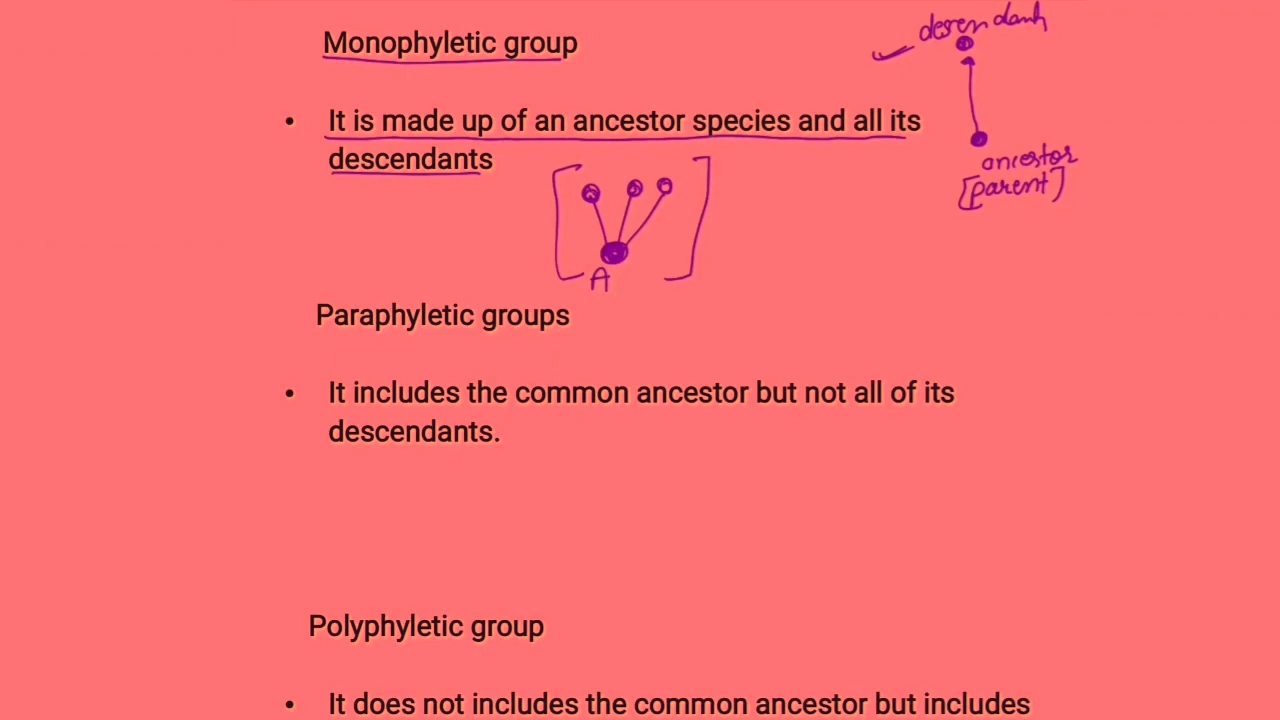 descendant
Monophyletic group
• It is made up of an ancestor species and all its
descendants
ancestor
[parent]
A
Paraphyletic groups
• It includes the common ancestor but not all of its
descendants.
Polyphyletic group
• It does not includes the common ancestor but includes